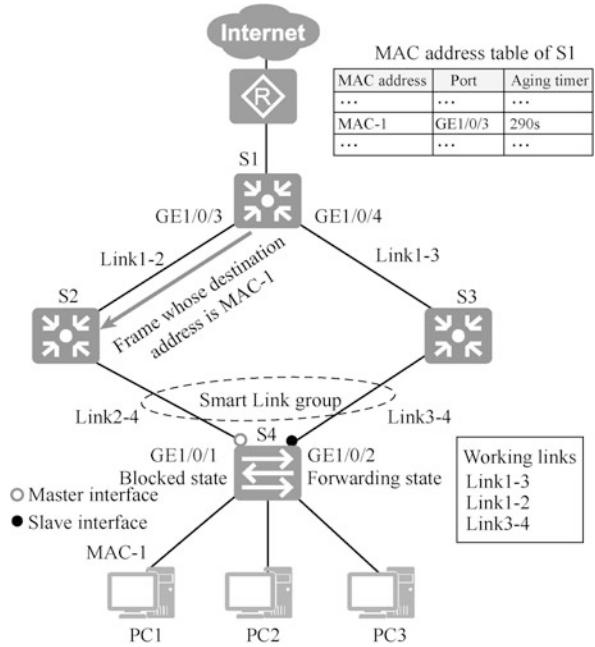 Internet
MAC address table of S1
MAC address Port Aging timer
... ... ...
MAC-1 GE1/0/3 290s
... ... ...
R
S1
GE1/0/3 GE1/0/4
Link1-2 Link1-3
Frame whose destination
address is MAC-1
S2 S3
Smart Link group
Link2-4 Link3-4
S4
GE1/0/1 GE1/0/2
Blocked state Forwarding state
Working links
Link1-3
Link1-2
Link3-4
Master interface
Slave interface
MAC-1
PC1 PC2 PC3